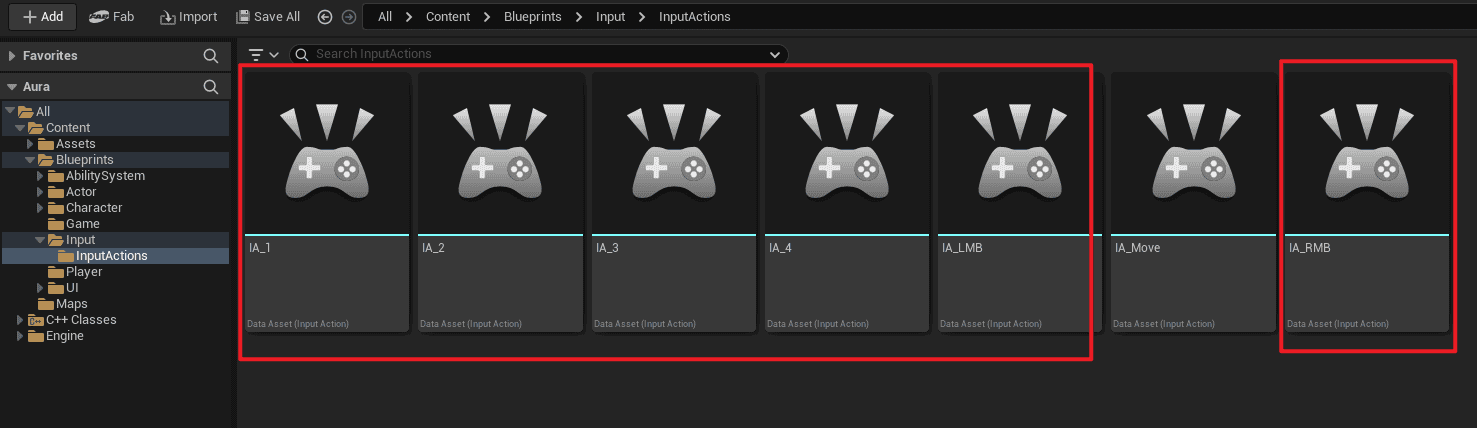 + Add Fab Import Save All All > Content > Blueprints > Input > InputActions
Favorites
Search InputActions
Aura
All
Content
Assets
Blueprints
AbilitySystem
Actor
Character
Game
Input
InputActions
Player
UI
Maps
C++ Classes
Engine
IA_1
Data Asset (Input Action)
IA_2
Data Asset (Input Action)
IA_3
Data Asset (Input Action)
IA_4
Data Asset (Input Action)
IA_LMB
Data Asset (Input Action)
IA_Move
Data Asset (Input Action)
IA_RMB
Data Asset (Input Action)